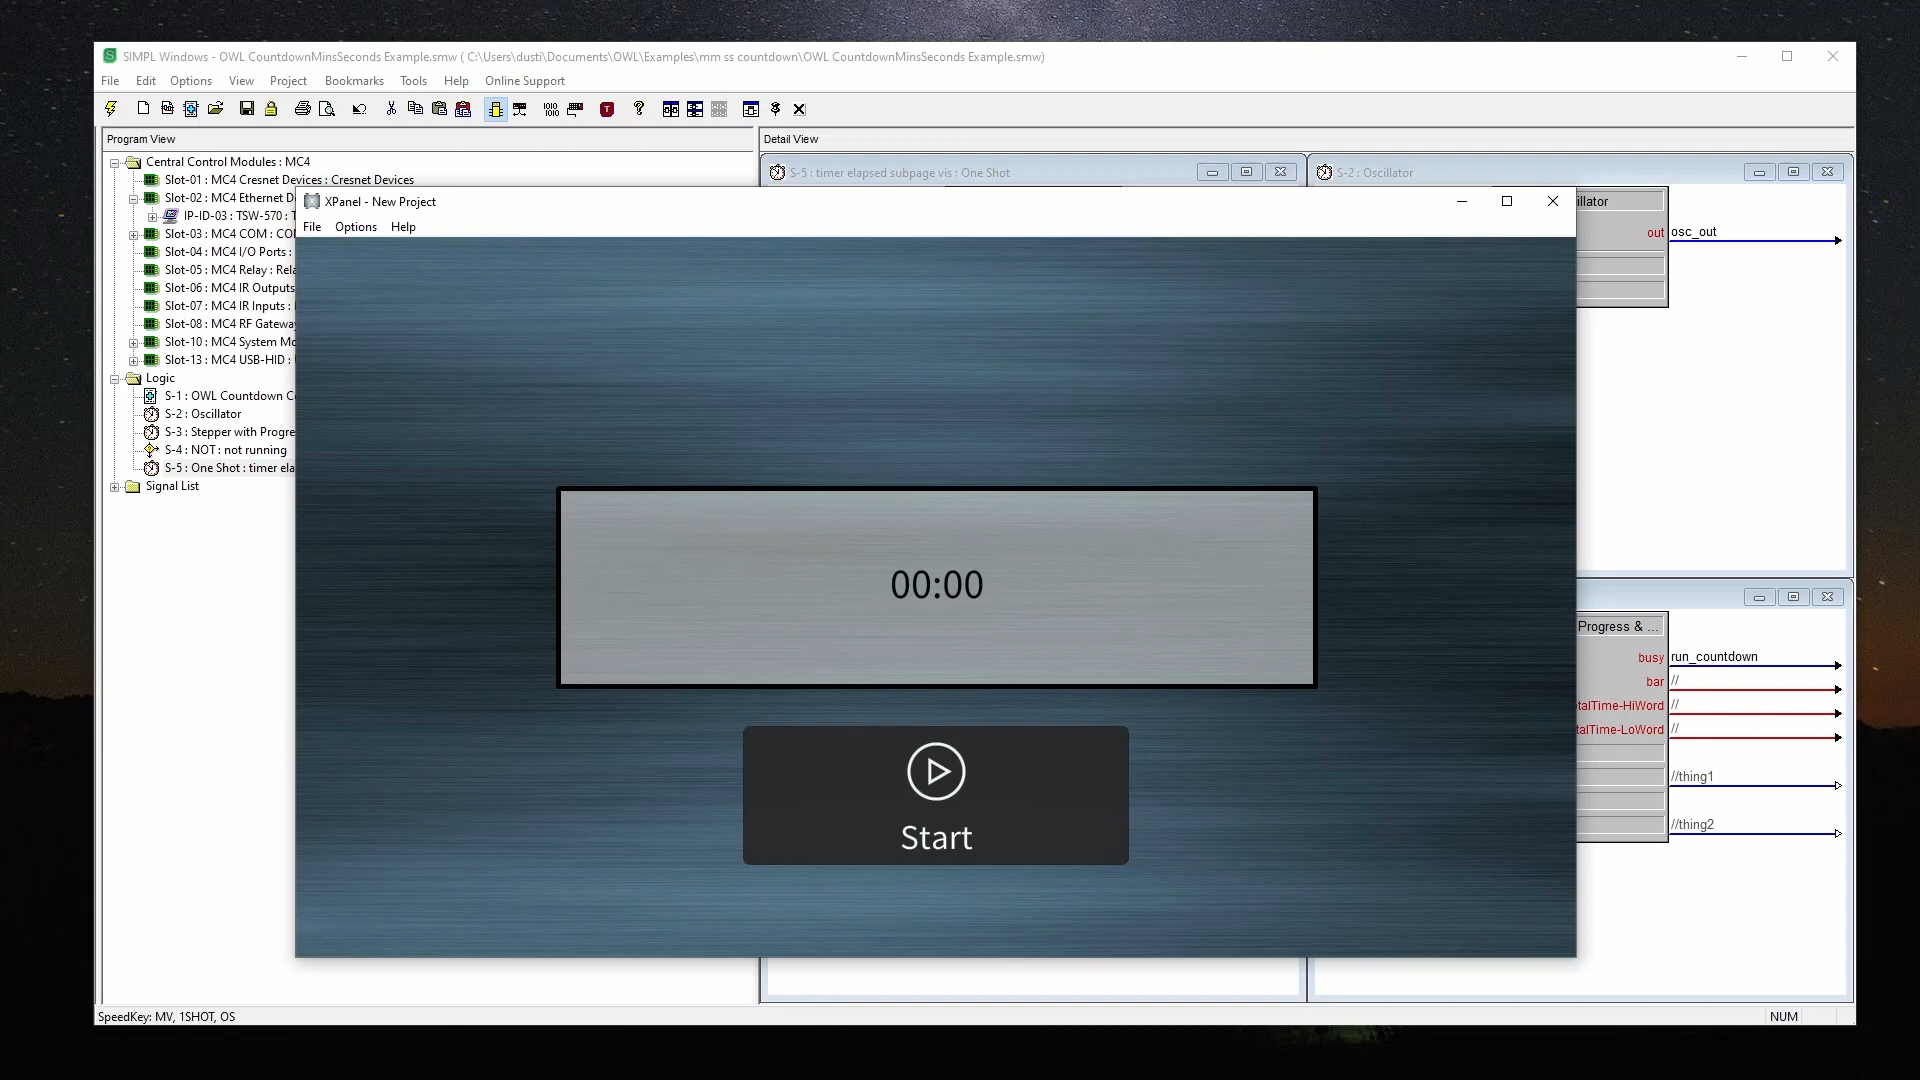 SIMPL Windows - OWL CountdownMinsSeconds Example.smw ( C:\Users\dusti\Documents\OWL\Examples\mm ss countdown\OWL CountdownMinsSeconds Example.smw)
File Edit Options View Project Bookmarks Tools Help Online Support
Program View
Central Control Modules : MC4
Slot-01 : MC4 Cresnet Devices : Cresnet Devices
Slot-02 : MC4 Ethernet D
IP-ID-03 : TSW-570 : T
Slot-03 : MC4 COM : CO
Slot-04 : MC4 I/O Ports :
Slot-05 : MC4 Relay : Rela
Slot-06 : MC4 IR Outputs
Slot-07 : MC4 IR Inputs :
Slot-08 : MC4 RF Gateway
Slot-10 : MC4 System Mo
Slot-13 : MC4 USB-HID :
Logic
S-1 : OWL Countdown C
S-2 : Oscillator
S-3 : Stepper with Progre
S-4 : NOT : not running
S-5 : One Shot : timer ela
Signal List
Detail View
S-5 : timer elapsed subpage vis : One Shot
S-2 : Oscillator
illator
out osc_out
XPanel - New Project
File Options Help
00:00
Start
Progress & ...
busy run_countdown
bar //
talTime-HiWord //
talTime-LoWord //
//thing1
//thing2
SpeedKey: MV, 1SHOT, OS
NUM